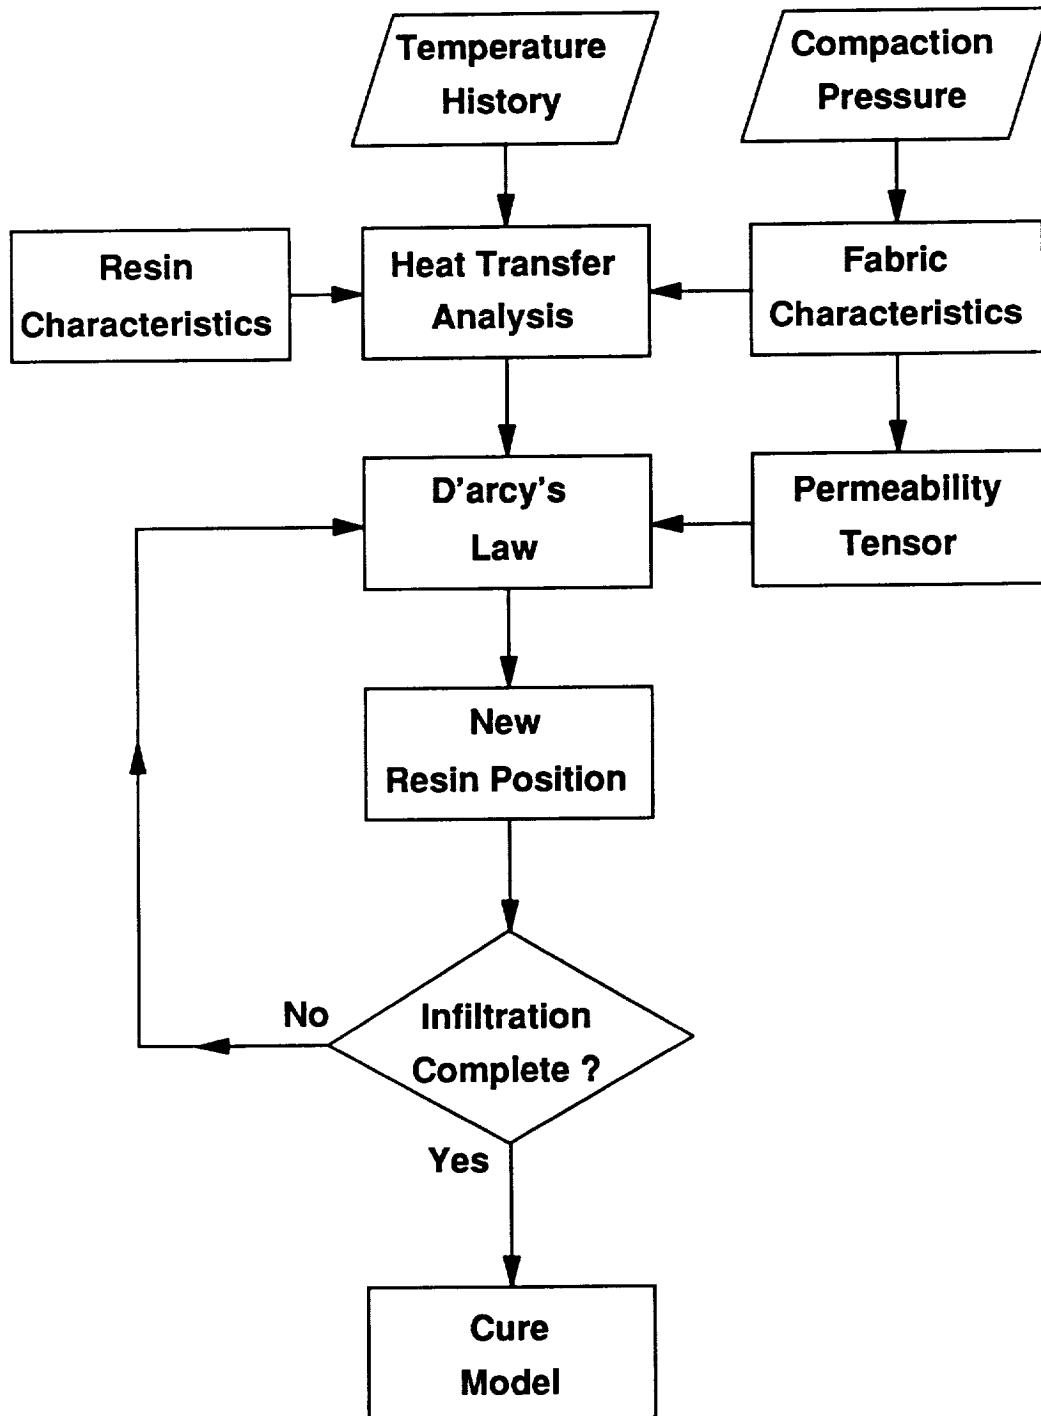 Temperature
History
Compaction
Pressure
Resin
Characteristics
Heat Transfer
Analysis
Fabric
Characteristics
D'arcy's
Law
Permeability
Tensor
New
Resin Position
No
Infiltration
Complete ?
Yes
Cure
Model